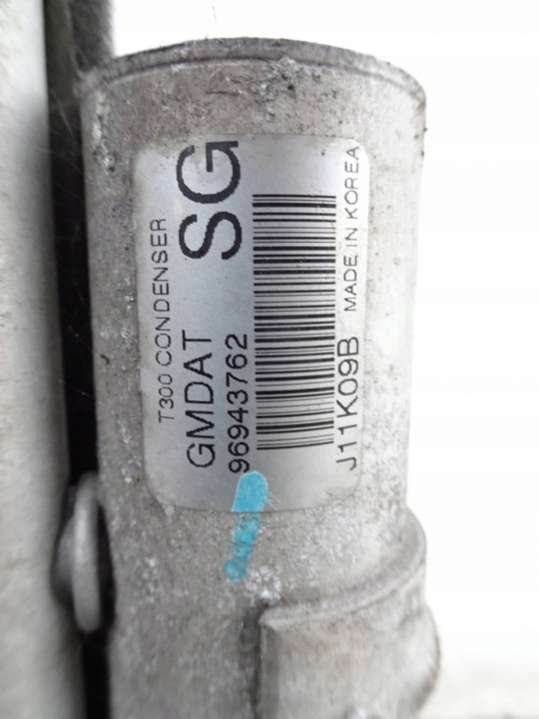 T300 CONDENSER
GMDAT SG
96943762
J11K09B MADE IN KOREA